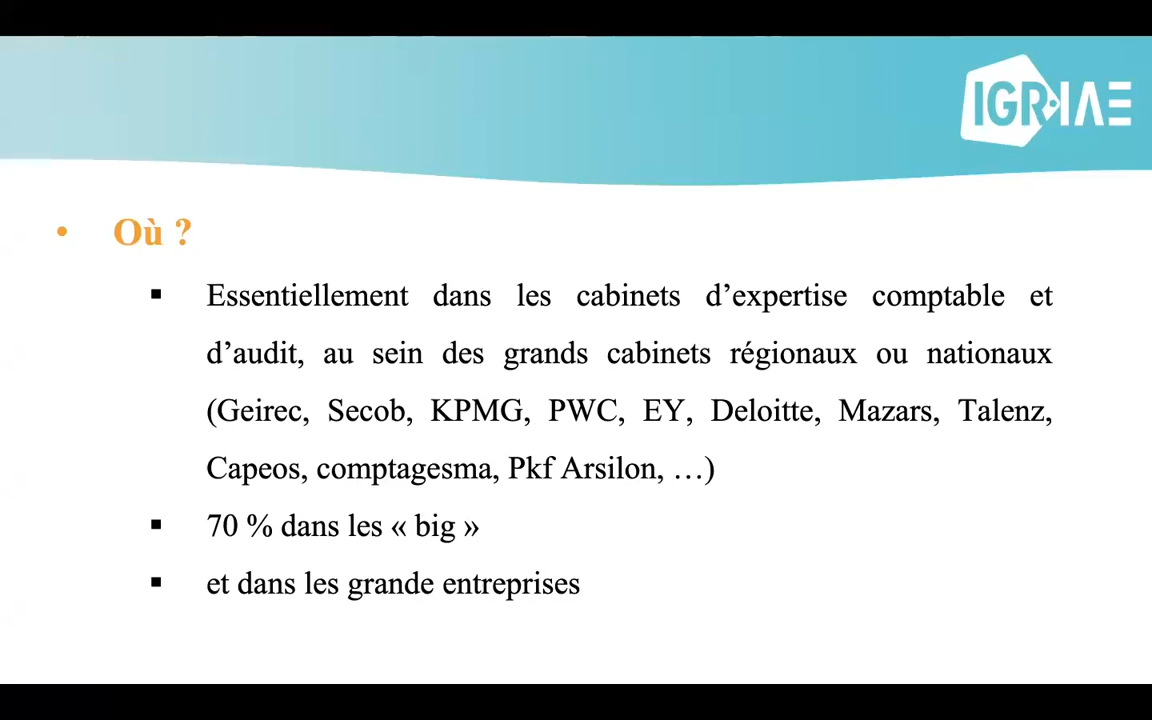 IGR-IAE
• Où ?
▪ Essentiellement dans les cabinets d’expertise comptable et
d’audit, au sein des grands cabinets régionaux ou nationaux
(Geirec, Secob, KPMG, PWC, EY, Deloitte, Mazars, Talenz,
Capeos, comptagesma, Pkf Arsilon, …)
▪ 70 % dans les « big »
▪ et dans les grande entreprises